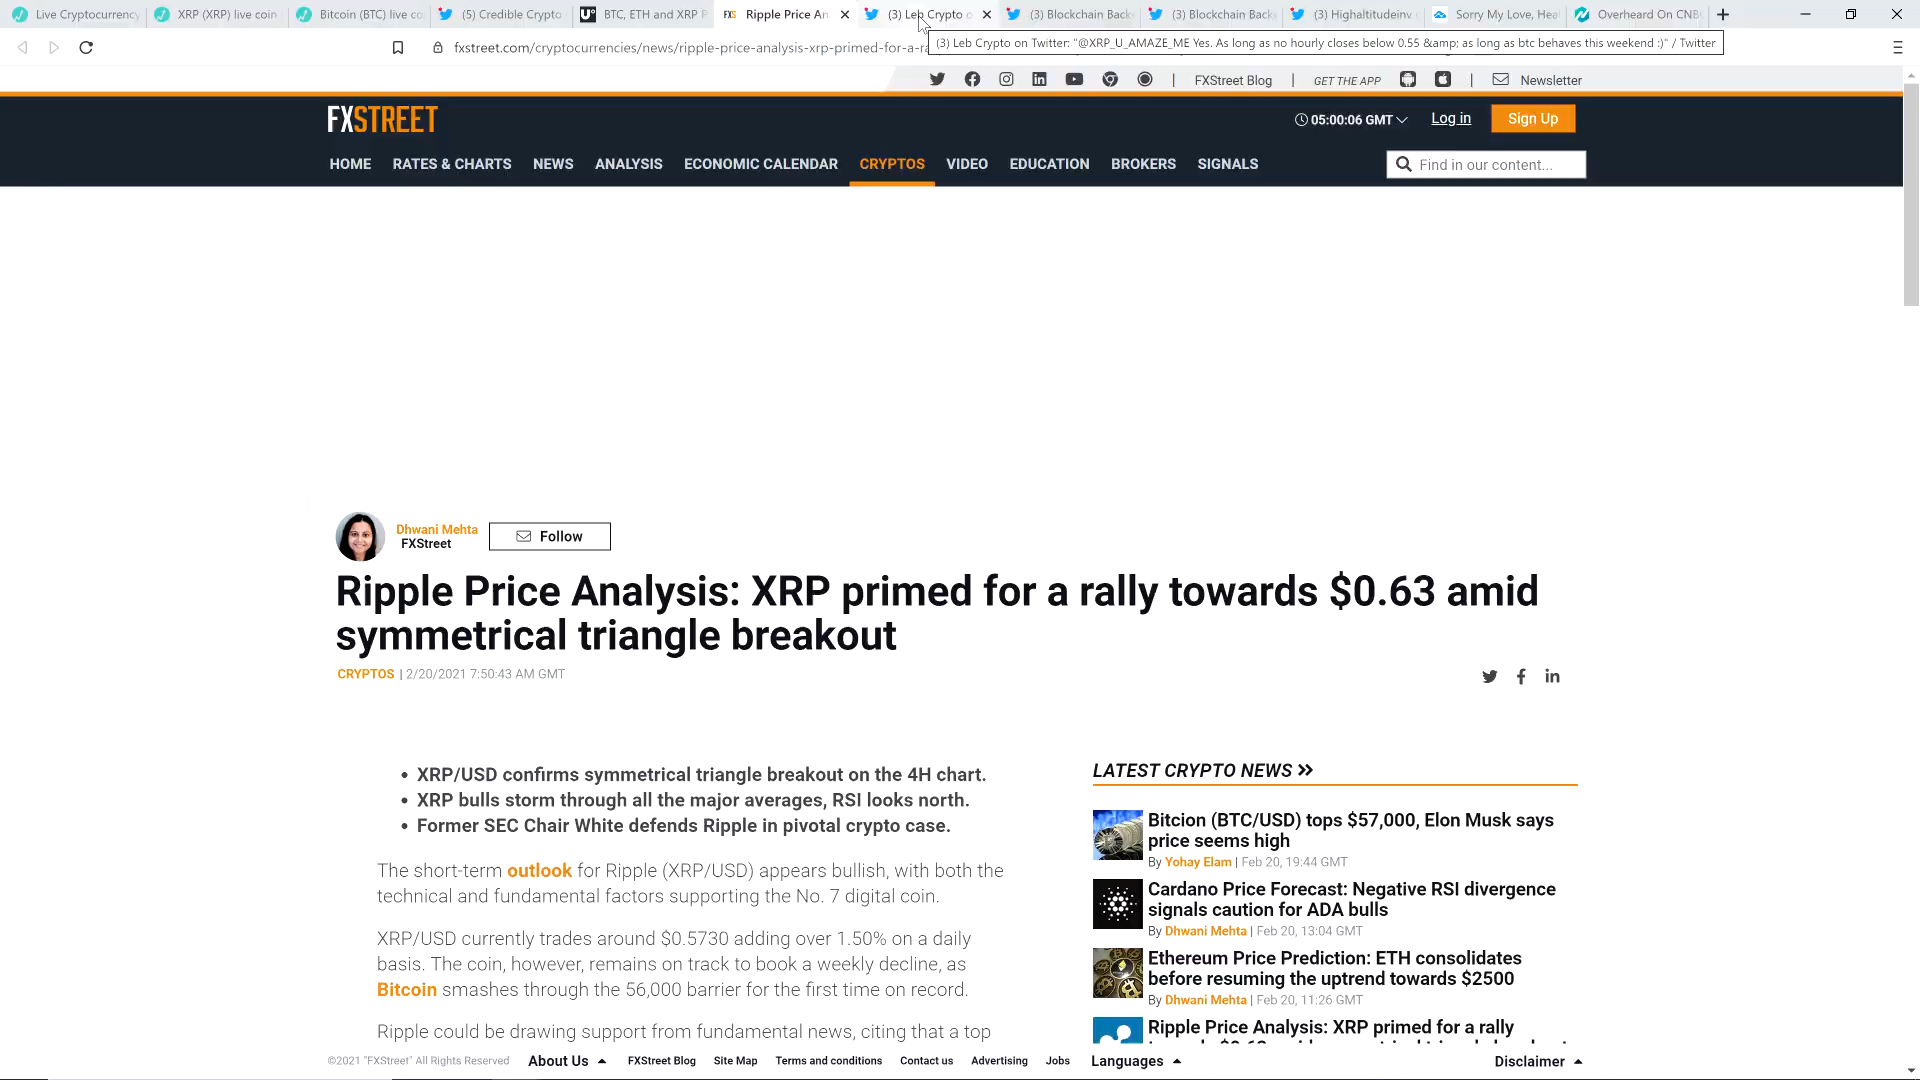 Live Cryptocurrency
XRP (XRP) live coin
Bitcoin (BTC) live co
(5) Credible Crypto
BTC, ETH and XRP P
Ripple Price An
(3) Leb Crypto o
(3) Blockchain Back
(3) Blockchain Back
(3) Highaltitudeinv
Sorry My Love, Hea
Overheard On CNB
fxstreet.com/cryptocurrencies/news/ripple-price-analysis-xrp-primed-for-a-ra
(3) Leb Crypto on Twitter: "@XRP_U_AMAZE_ME Yes. As long as no hourly closes below 0.55 &amp; as long as btc behaves this weekend :)" / Twitter
| FXStreet Blog | GET THE APP | Newsletter
FXSTREET
05:00:06 GMT
Log in
Sign Up
HOME RATES & CHARTS NEWS ANALYSIS ECONOMIC CALENDAR CRYPTOS VIDEO EDUCATION BROKERS SIGNALS
Find in our content...
Dhwani Mehta
FXStreet
Follow
Ripple Price Analysis: XRP primed for a rally towards $0.63 amid
symmetrical triangle breakout
CRYPTOS | 2/20/2021 7:50:43 AM GMT
• XRP/USD confirms symmetrical triangle breakout on the 4H chart.
• XRP bulls storm through all the major averages, RSI looks north.
• Former SEC Chair White defends Ripple in pivotal crypto case.
The short-term outlook for Ripple (XRP/USD) appears bullish, with both the
technical and fundamental factors supporting the No. 7 digital coin.
XRP/USD currently trades around $0.5730 adding over 1.50% on a daily
basis. The coin, however, remains on track to book a weekly decline, as
Bitcoin smashes through the 56,000 barrier for the first time on record.
Ripple could be drawing support from fundamental news, citing that a top
LATEST CRYPTO NEWS
Bitcion (BTC/USD) tops $57,000, Elon Musk says
price seems high
By Yohay Elam | Feb 20, 19:44 GMT
Cardano Price Forecast: Negative RSI divergence
signals caution for ADA bulls
By Dhwani Mehta | Feb 20, 13:04 GMT
Ethereum Price Prediction: ETH consolidates
before resuming the uptrend towards $2500
By Dhwani Mehta | Feb 20, 11:26 GMT
Ripple Price Analysis: XRP primed for a rally
©2021 "FXStreet" All Rights Reserved About Us FXStreet Blog Site Map Terms and conditions Contact us Advertising Jobs Languages Disclaimer